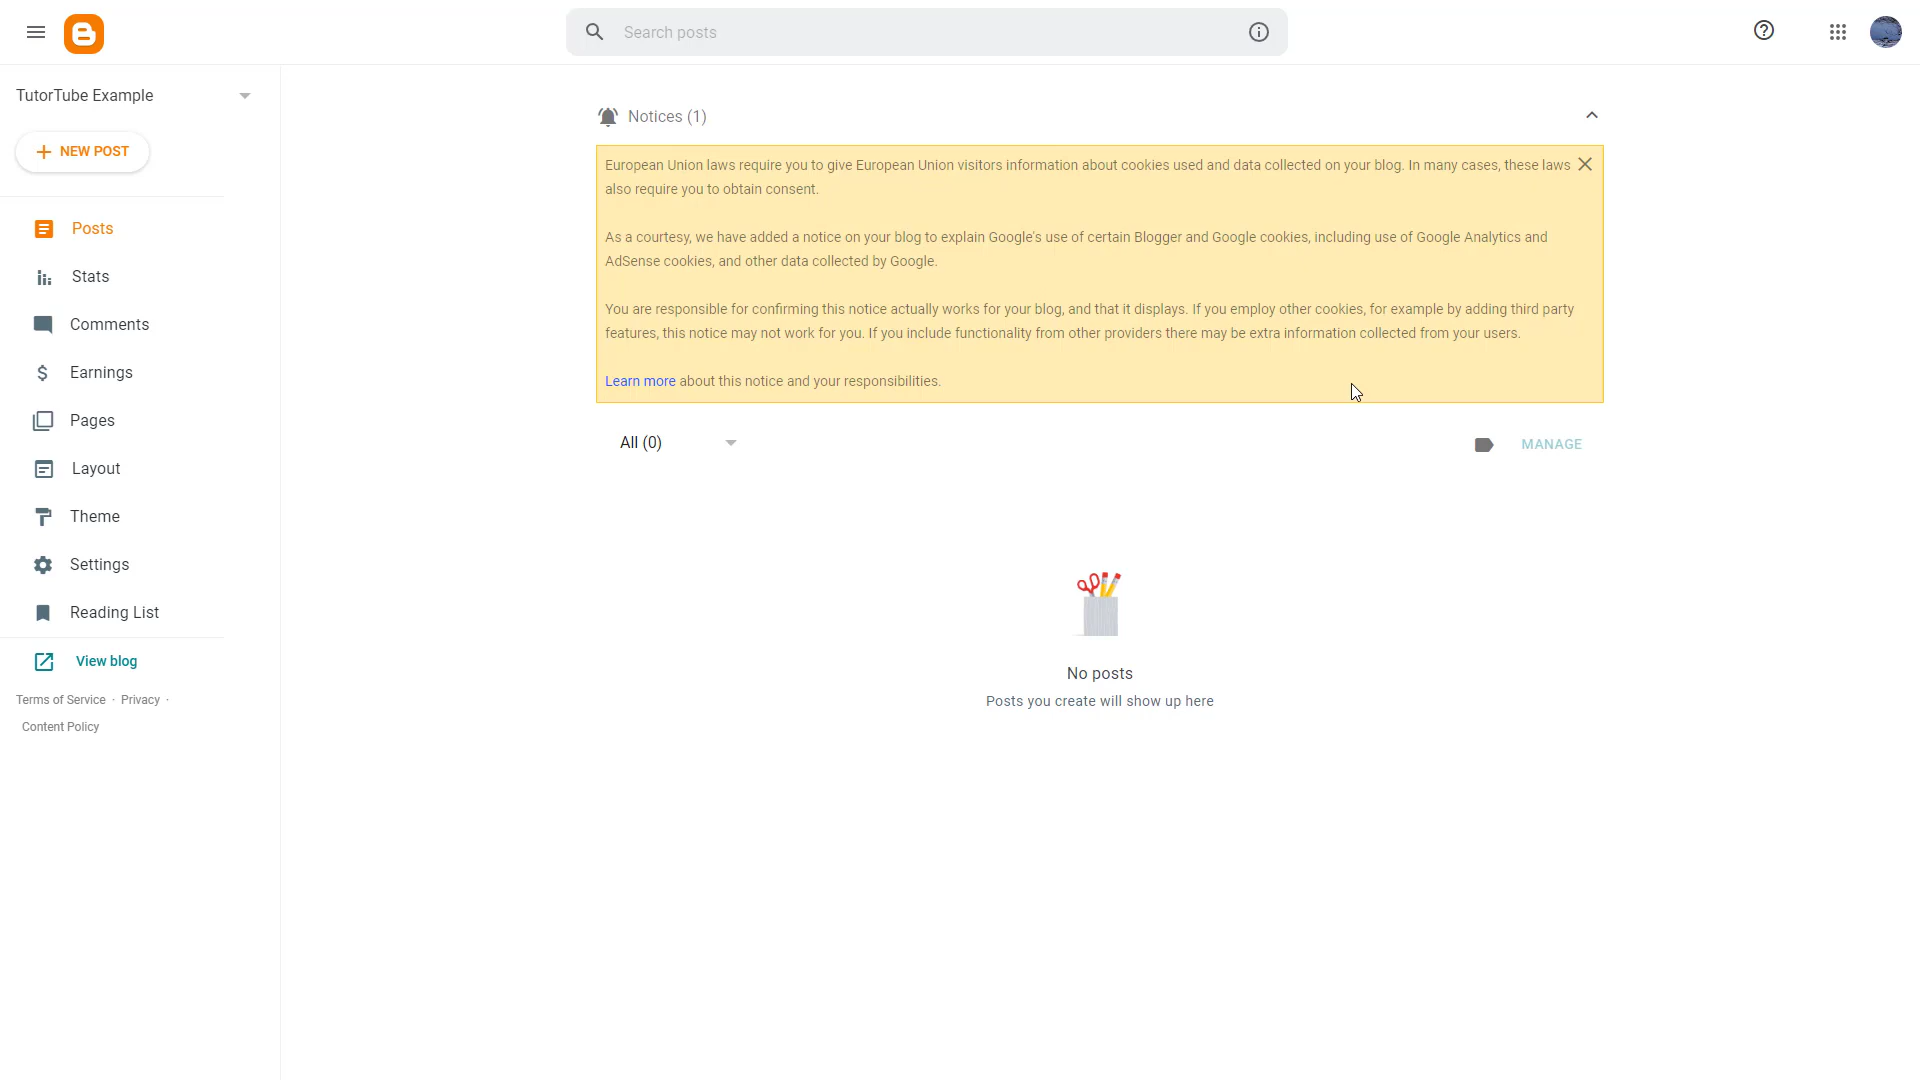 Search posts
TutorTube Example
NEW POST
Posts
Stats
Comments
Earnings
Pages
Layout
Theme
Settings
Reading List
View blog
Terms of Service · Privacy ·
Content Policy
Notices (1)
European Union laws require you to give European Union visitors information about cookies used and data collected on your blog. In many cases, these laws
also require you to obtain consent.
As a courtesy, we have added a notice on your blog to explain Google's use of certain Blogger and Google cookies, including use of Google Analytics and
AdSense cookies, and other data collected by Google.
You are responsible for confirming this notice actually works for your blog, and that it displays. If you employ other cookies, for example by adding third party
features, this notice may not work for you. If you include functionality from other providers there may be extra information collected from your users.
Learn more about this notice and your responsibilities.
All (0)
MANAGE
No posts
Posts you create will show up here